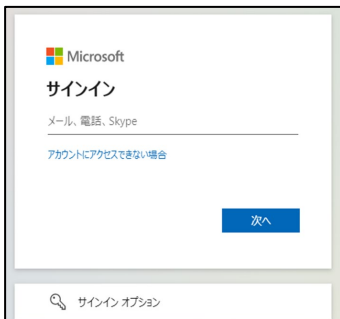 Microsoft
サインイン
メール、電話、Skype
アカウントにアクセスできない場合
次へ
サインイン オプション